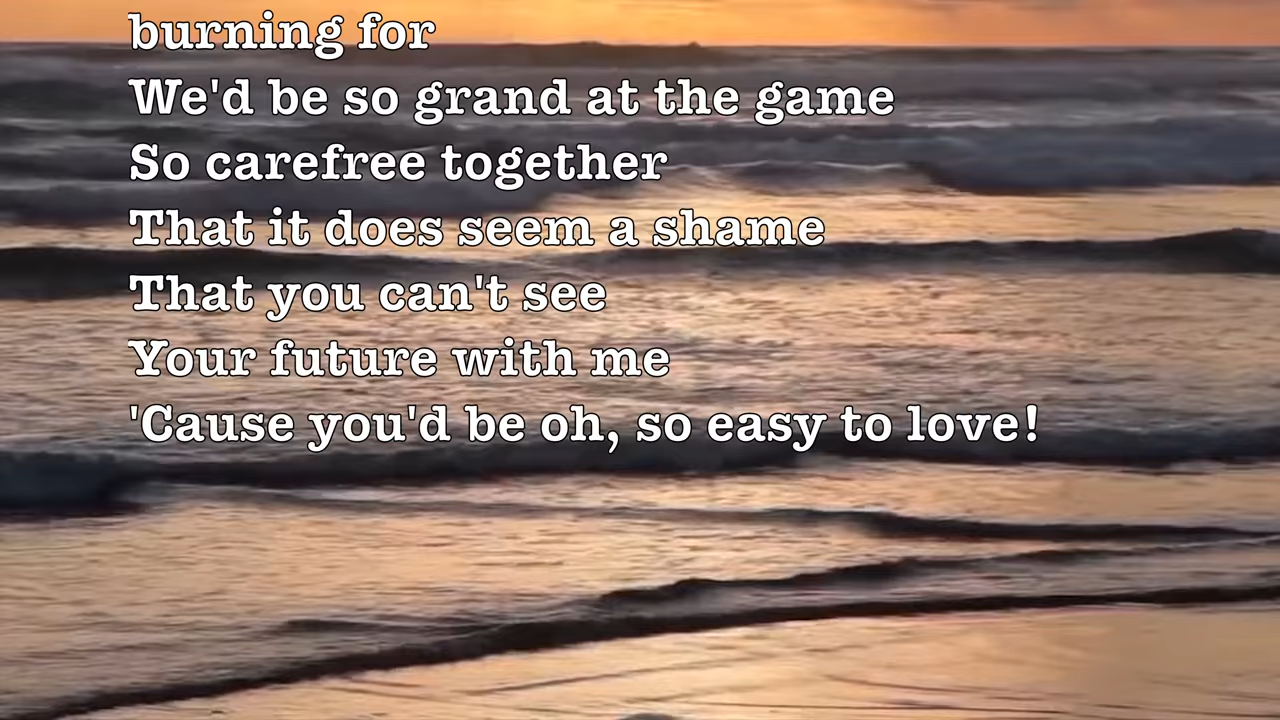 burning for
We'd be so grand at the game
So carefree together
That it does seem a shame
That you can't see
Your future with me
'Cause you'd be oh, so easy to love!